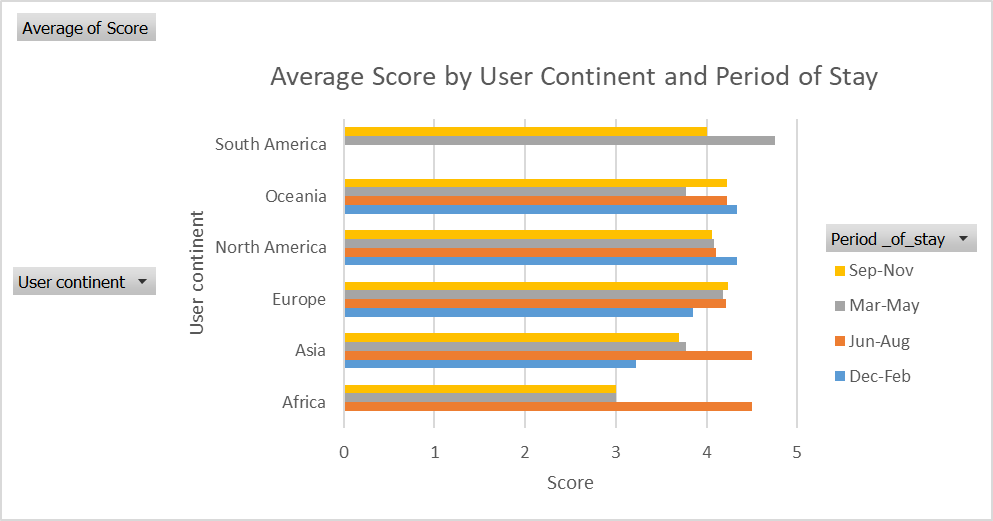 Average of Score
Average Score by User Continent and Period of Stay
User continent
User continent
South America
Oceania
North America
Europe
Asia
Africa
0 1 2 3 4 5
Score
Period _of_stay
Sep-Nov
Mar-May
Jun-Aug
Dec-Feb